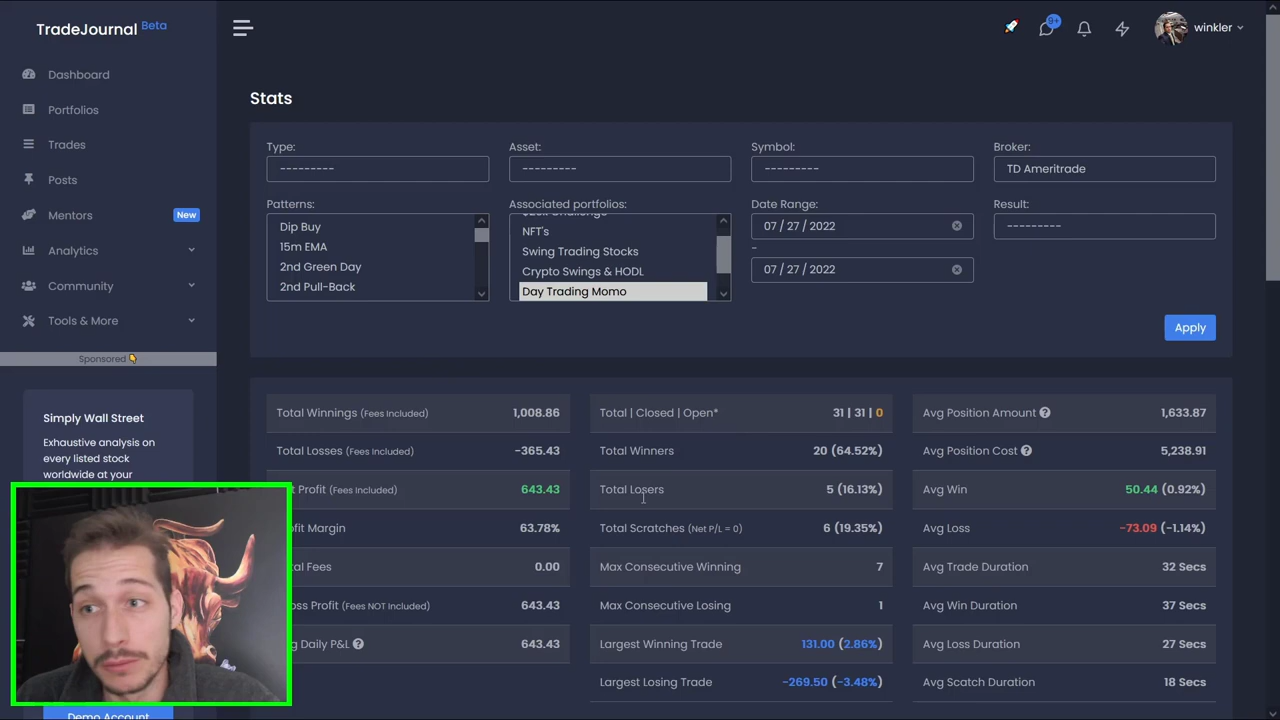 TradeJournal Beta
9+
winkler
Dashboard
Portfolios
Trades
Posts
Mentors New
Analytics
Community
Tools & More
Sponsored
Simply Wall Street
Exhaustive analysis on
every listed stock
worldwide at your
Demo Account
Stats
Type:
---------
Asset:
---------
Symbol:
---------
Broker:
TD Ameritrade
Patterns:
Dip Buy
15m EMA
2nd Green Day
2nd Pull-Back
Associated portfolios:
Challenge
NFT's
Swing Trading Stocks
Crypto Swings & HODL
Day Trading Momo
Date Range:
07 / 27 / 2022
-
07 / 27 / 2022
Result:
---------
Apply
Total Winnings (Fees Included) 1,008.86
Total Losses (Fees Included) -365.43
Profit (Fees Included) 643.43
Margin 63.78%
Fees 0.00
Profit (Fees NOT Included) 643.43
Daily P&L ? 643.43
Total | Closed | Open* 31 | 31 | 0
Total Winners 20 (64.52%)
Total Losers 5 (16.13%)
Total Scratches (Net P/L = 0) 6 (19.35%)
Max Consecutive Winning 7
Max Consecutive Losing 1
Largest Winning Trade 131.00 (2.86%)
Largest Losing Trade -269.50 (-3.48%)
Avg Position Amount ? 1,633.87
Avg Position Cost ? 5,238.91
Avg Win 50.44 (0.92%)
Avg Loss -73.09 (-1.14%)
Avg Trade Duration 32 Secs
Avg Win Duration 37 Secs
Avg Loss Duration 27 Secs
Avg Scatch Duration 18 Secs